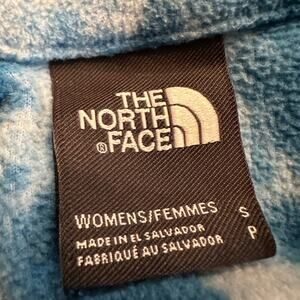 THE
NORTH
® FACE
WOMENS/FEMMES S
MADE IN EL SALVADOR P
FABRIQUÉ AU SALVADOR